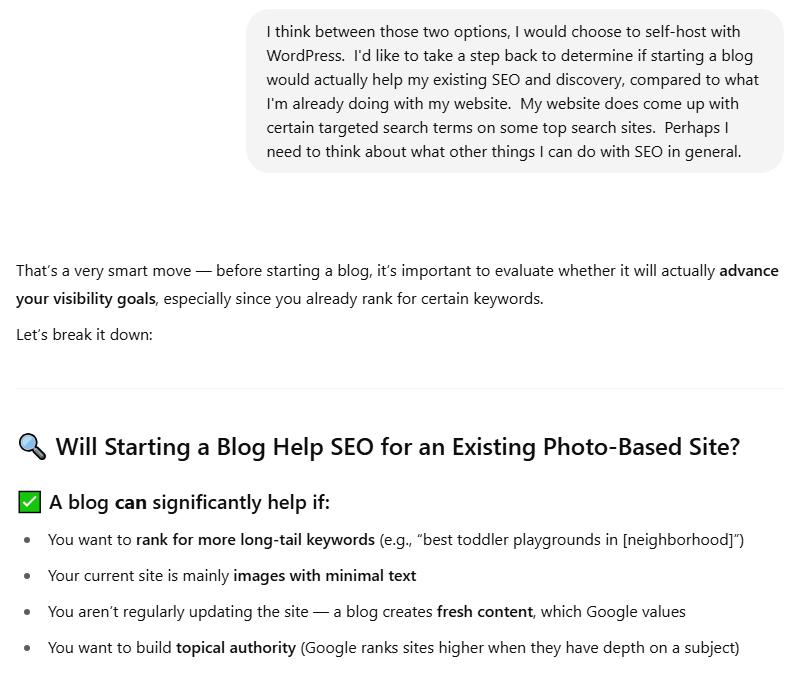 I think between those two options, I would choose to self-host with
WordPress.  I'd like to take a step back to determine if starting a blog
would actually help my existing SEO and discovery, compared to what
I'm already doing with my website.  My website does come up with
certain targeted search terms on some top search sites.  Perhaps I
need to think about what other things I can do with SEO in general.
That's a very smart move — before starting a blog, it's important to evaluate whether it will actually advance
your visibility goals, especially since you already rank for certain keywords.
Let's break it down:
🔍 Will Starting a Blog Help SEO for an Existing Photo-Based Site?
✅ A blog can significantly help if:
• You want to rank for more long-tail keywords (e.g., "best toddler playgrounds in [neighborhood]")
• Your current site is mainly images with minimal text
• You aren't regularly updating the site — a blog creates fresh content, which Google values
• You want to build topical authority (Google ranks sites higher when they have depth on a subject)